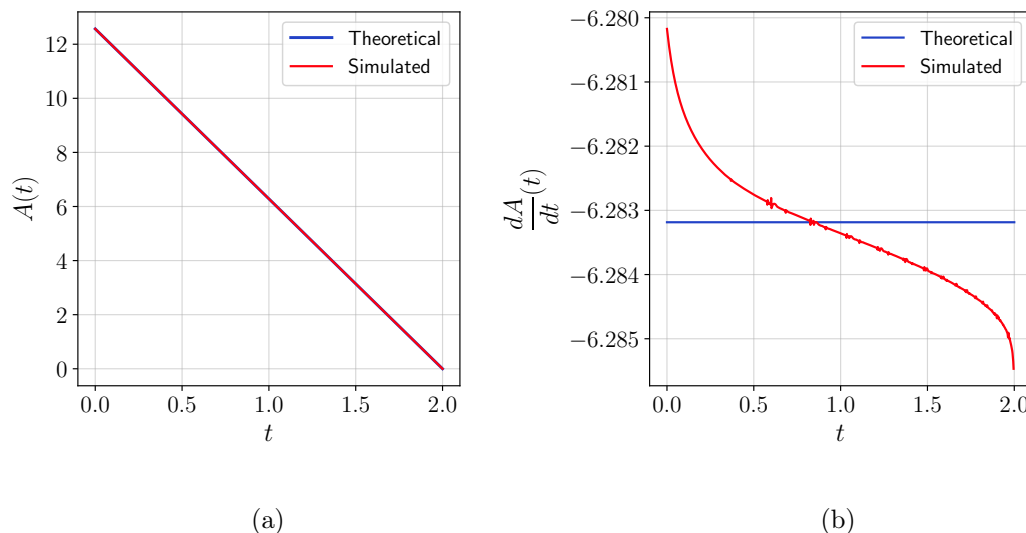 Theoretical
Simulated
A(t)
12
10
8
6
4
2
0
0.0 0.5 1.0 1.5 2.0
t
(a)
Theoretical
Simulated
dA/dt (t)
−6.280
−6.281
−6.282
−6.283
−6.284
−6.285
0.0 0.5 1.0 1.5 2.0
t
(b)